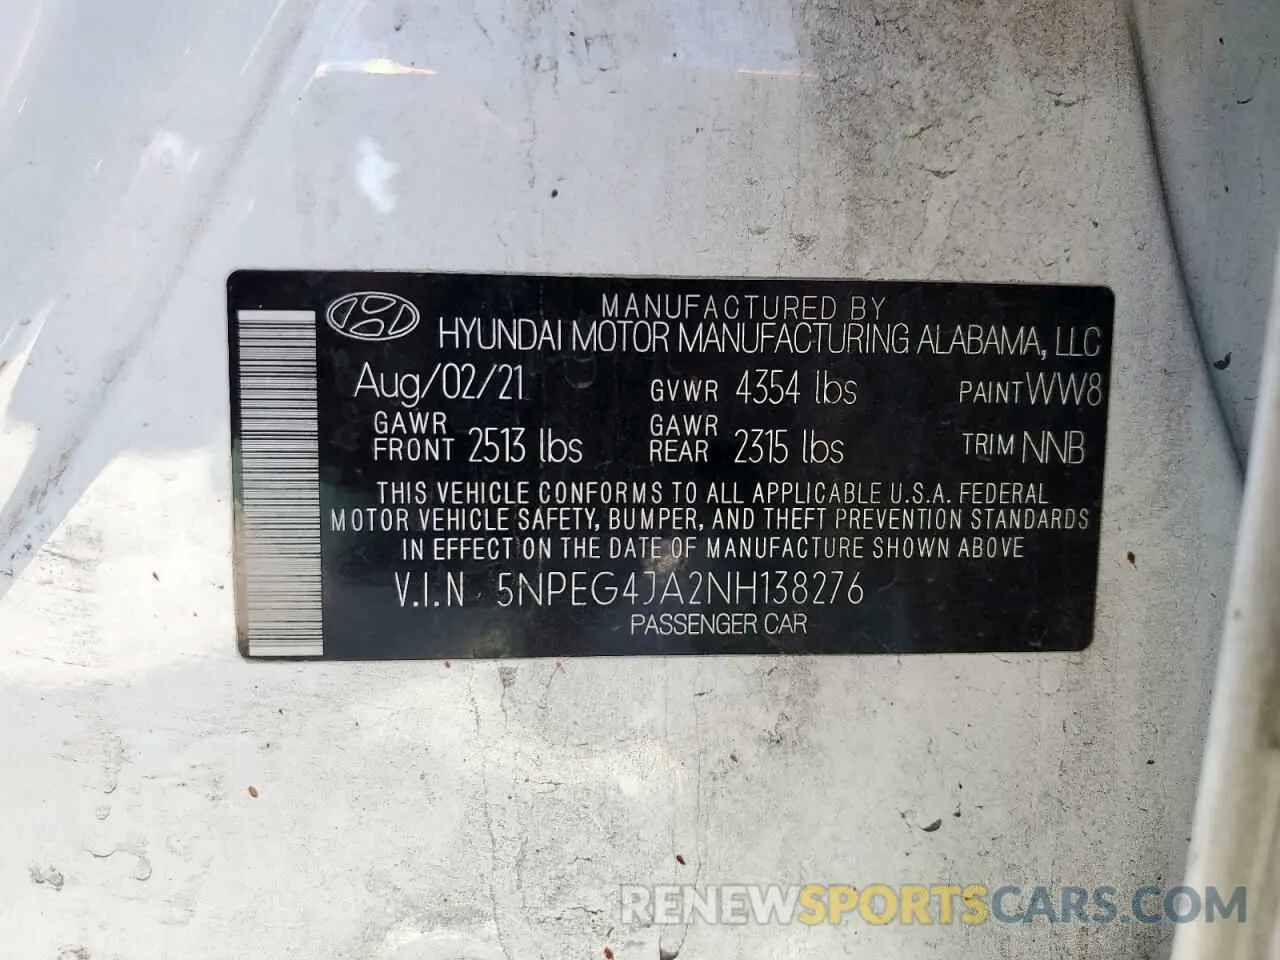 MANUFACTURED BY
HYUNDAI MOTOR MANUFACTURING ALABAMA, LLC
Aug/02/21 GVWR 4354 lbs PAINT WW8
GAWR FRONT 2513 lbs GAWR REAR 2315 lbs TRIM NNB
THIS VEHICLE CONFORMS TO ALL APPLICABLE U.S.A. FEDERAL
MOTOR VEHICLE SAFETY, BUMPER, AND THEFT PREVENTION STANDARDS
IN EFFECT ON THE DATE OF MANUFACTURE SHOWN ABOVE
V.I.N 5NPEG4JA2NH138276
PASSENGER CAR
RENEWSPORTSCARS.COM